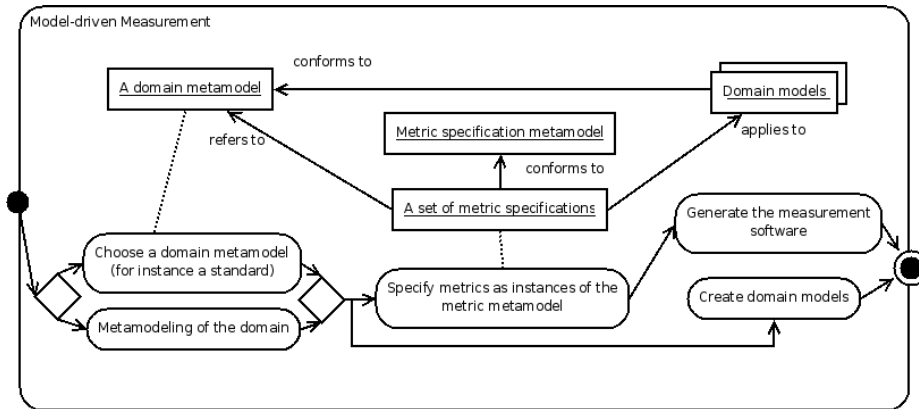 Model-driven Measurement
conforms to
A domain metamodel
Domain models
refers to
Metric specification metamodel
applies to
conforms to
A set of metric specifications
Generate the measurement
software
Choose a domain metamodel
(for instance a standard)
Specify metrics as instances of the
metric metamodel
Create domain models
Metamodeling of the domain